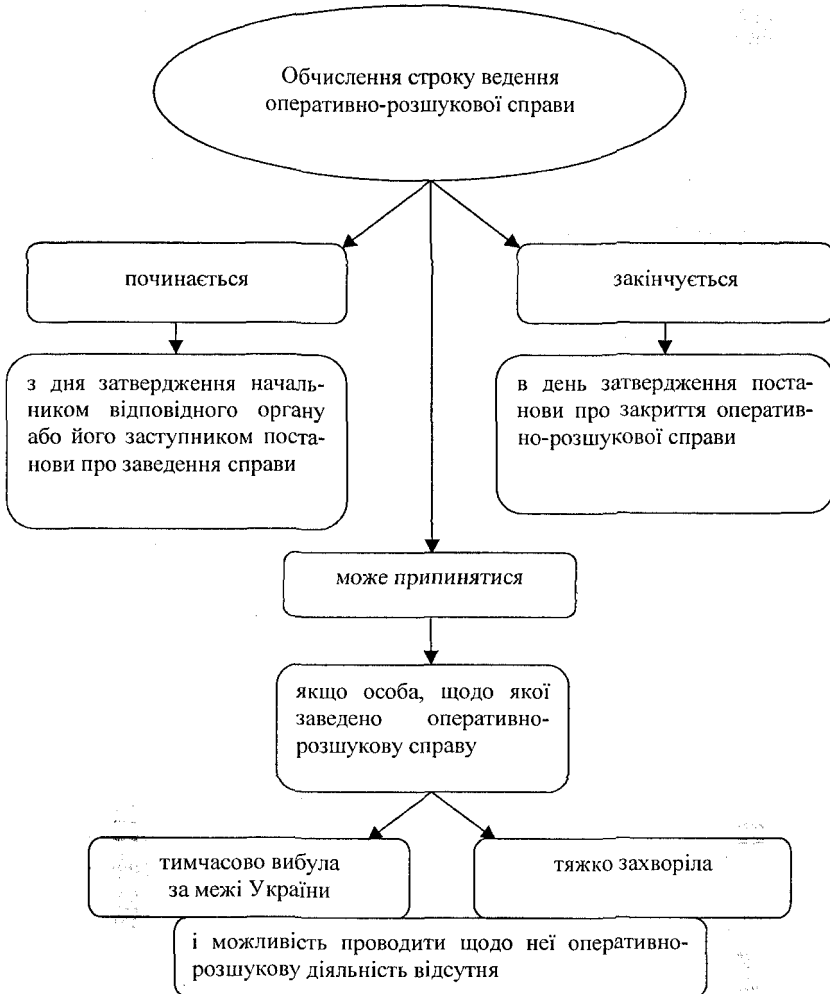 Обчислення строку ведення
оперативно-розшукової справи
починається
закінчується
з дня затвердження началь-
ником відповідного органу
або його заступником поста-
нови про заведення справи
в день затвердження поста-
нови про закриття оператив-
но-розшукової справи
може припинятися
якщо особа, щодо якої
заведено оперативно-
розшукову справу
тимчасово вибула
за межі України
тяжко захворіла
і можливість проводити щодо неї оперативно-
розшукову діяльність відсутня